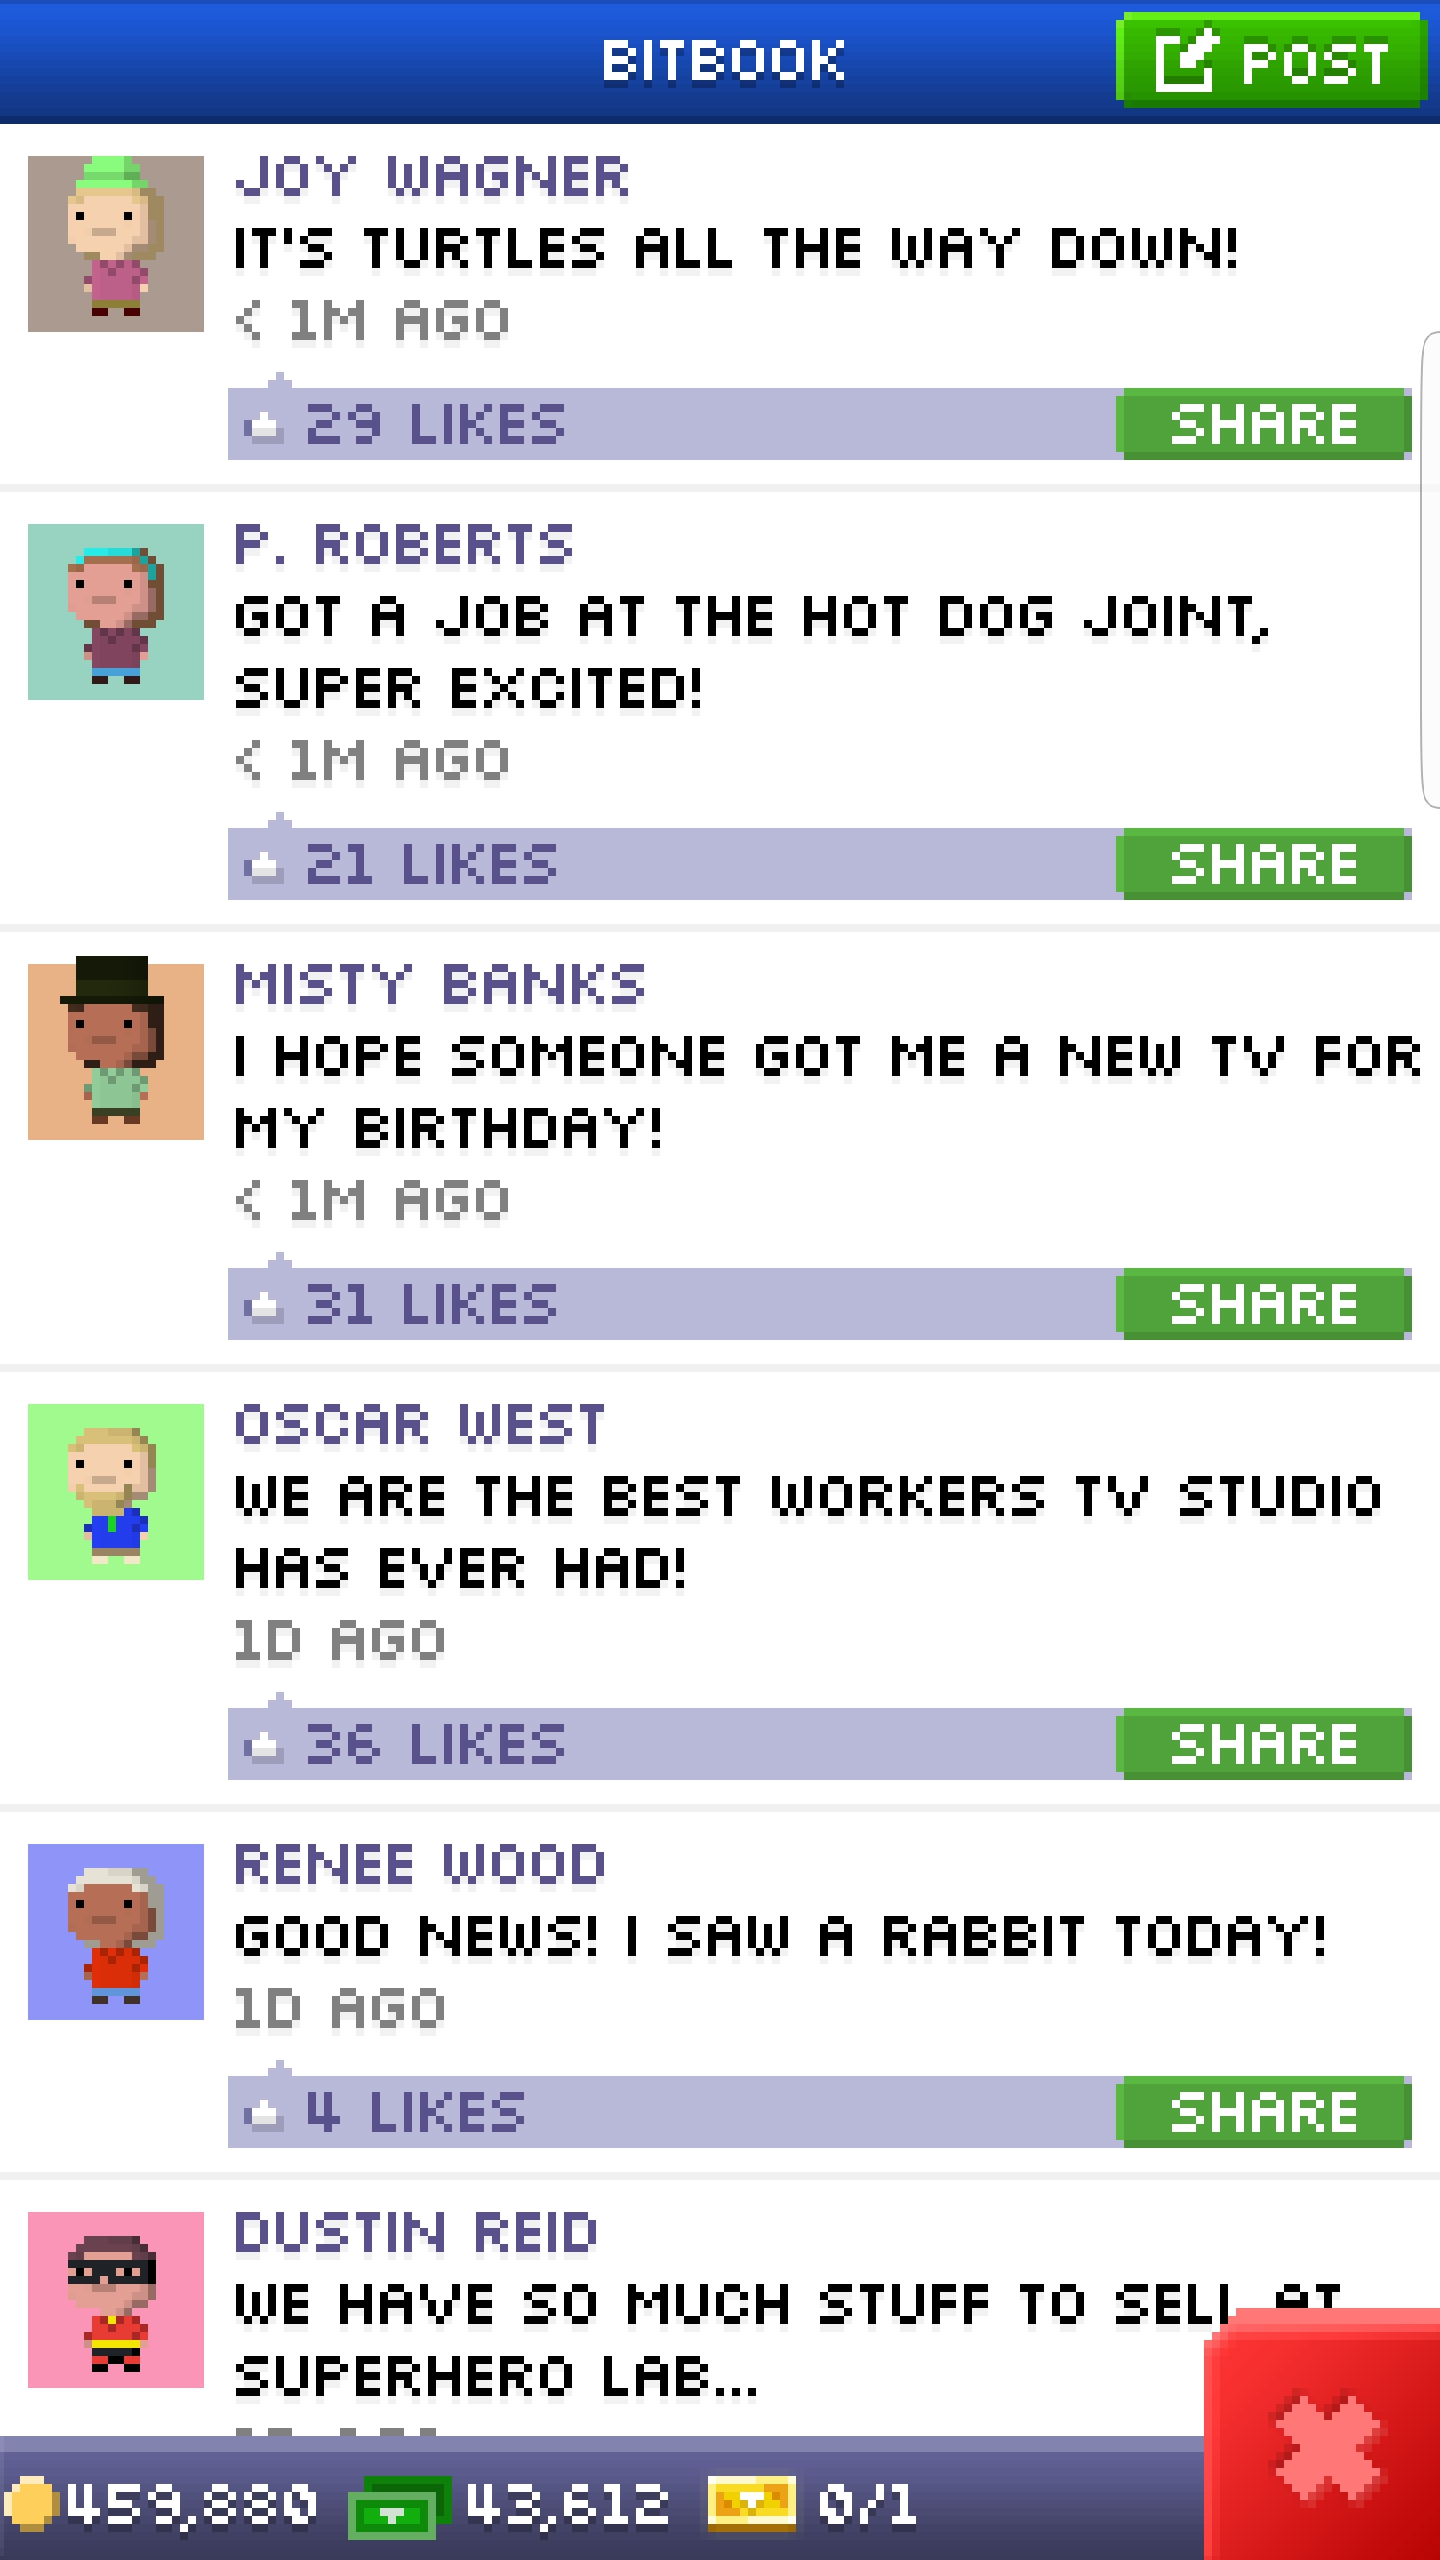 BITBOOK
POST
JOY WAGNER
IT'S TURTLES ALL THE WAY DOWN!
< 1M AGO
29 LIKES
SHARE
P. ROBERTS
GOT A JOB AT THE HOT DOG JOINT,
SUPER EXCITED!
< 1M AGO
21 LIKES
SHARE
MISTY BANKS
I HOPE SOMEONE GOT ME A NEW TV FOR
MY BIRTHDAY!
< 1M AGO
31 LIKES
SHARE
OSCAR WEST
WE ARE THE BEST WORKERS TV STUDIO
HAS EVER HAD!
1D AGO
36 LIKES
SHARE
RENEE WOOD
GOOD NEWS! I SAW A RABBIT TODAY!
1D AGO
4 LIKES
SHARE
DUSTIN REID
WE HAVE SO MUCH STUFF TO SELL AT
SUPERHERO LAB...
459,880
43,612
0/1